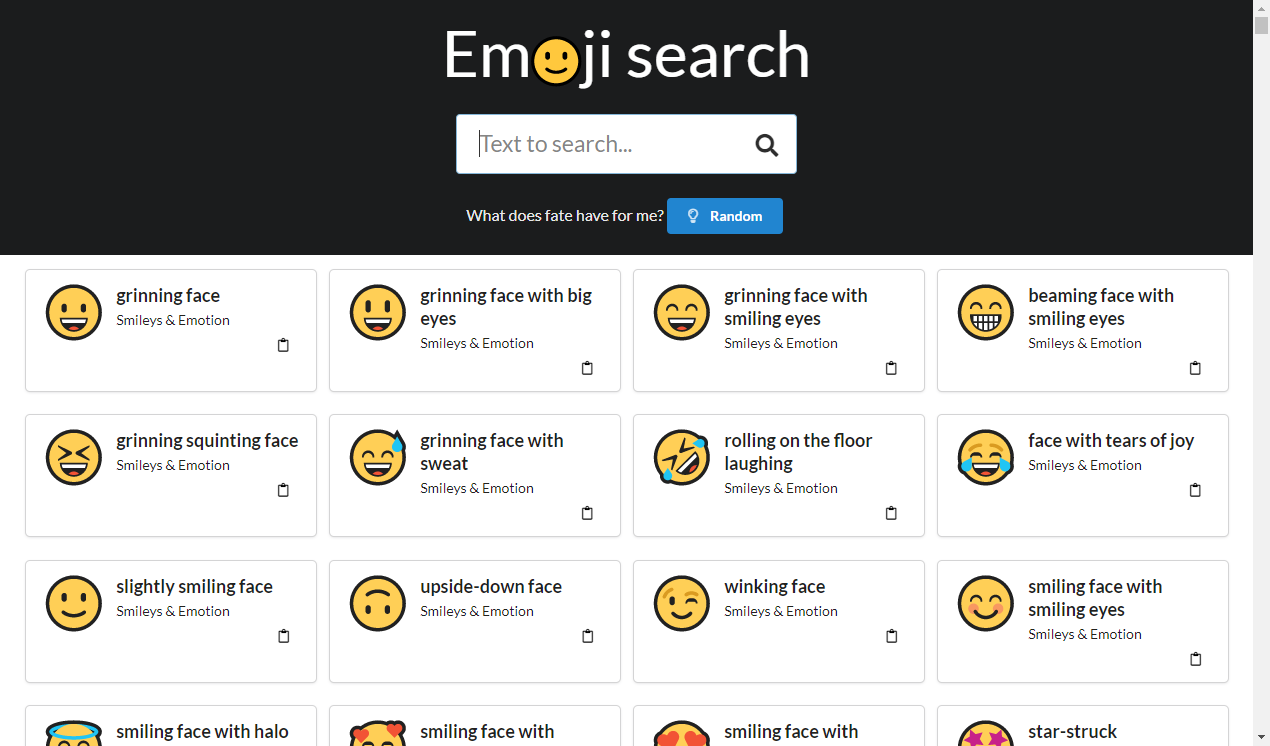 Emoji search
Text to search...
What does fate have for me?
Random
grinning face
Smileys & Emotion
grinning face with big
eyes
Smileys & Emotion
grinning face with
smiling eyes
Smileys & Emotion
beaming face with
smiling eyes
Smileys & Emotion
grinning squinting face
Smileys & Emotion
grinning face with
sweat
Smileys & Emotion
rolling on the floor
laughing
Smileys & Emotion
face with tears of joy
Smileys & Emotion
slightly smiling face
Smileys & Emotion
upside-down face
Smileys & Emotion
winking face
Smileys & Emotion
smiling face with
smiling eyes
Smileys & Emotion
smiling face with halo
smiling face with
smiling face with
star-struck